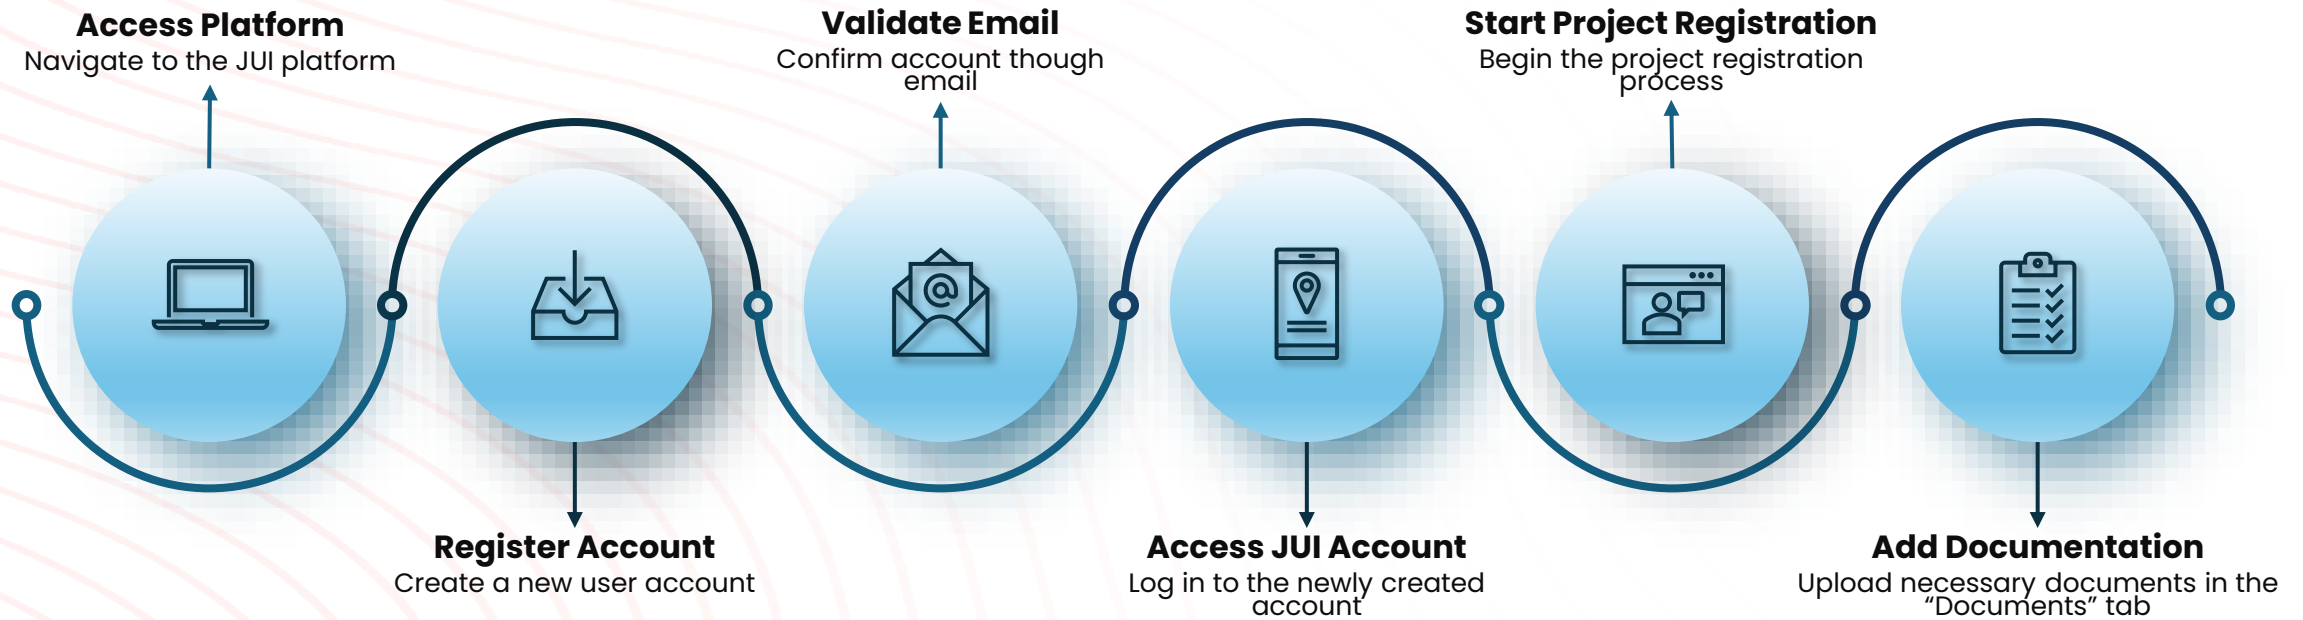 Access Platform
Navigate to the JUI platform
Register Account
Create a new user account
Validate Email
Confirm account though
email
Access JUI Account
Log in to the newly created
account
Start Project Registration
Begin the project registration
process
Add Documentation
Upload necessary documents in the
“Documents” tab